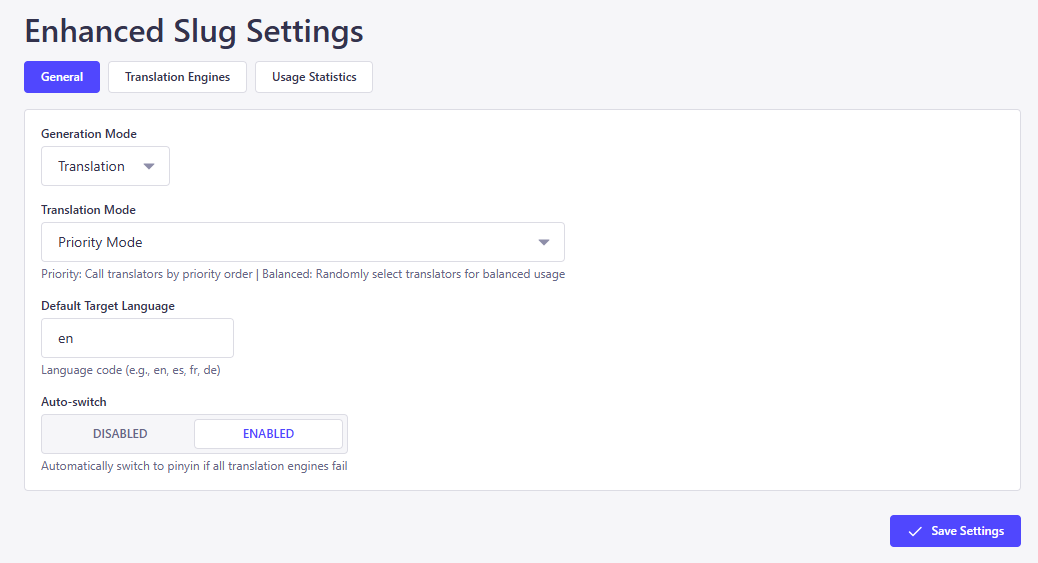 Enhanced Slug Settings
General
Translation Engines
Usage Statistics
Generation Mode
Translation
Translation Mode
Priority Mode
Priority: Call translators by priority order | Balanced: Randomly select translators for balanced usage
Default Target Language
en
Language code (e.g., en, es, fr, de)
Auto-switch
DISABLED
ENABLED
Automatically switch to pinyin if all translation engines fail
Save Settings